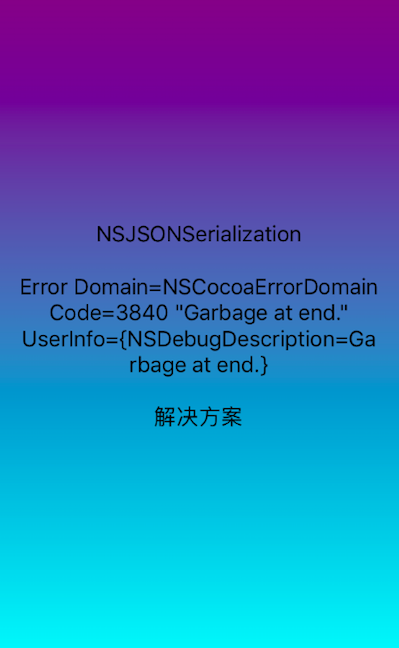 NSJSONSerialization
Error Domain=NSCocoaErrorDomain
Code=3840 "Garbage at end."
UserInfo={NSDebugDescription=Ga
rbage at end.}
解决方案